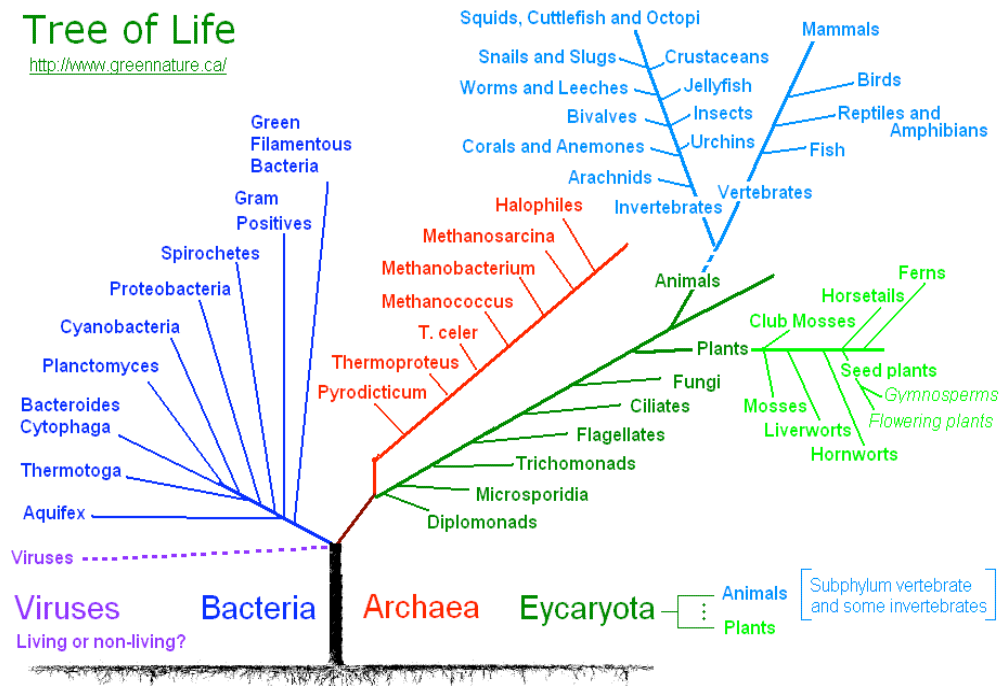 Tree of Life
http://www.greennature.ca/
Squids, Cuttlefish and Octopi
Snails and Slugs
Crustaceans
Worms and Leeches
Jellyfish
Bivalves
Insects
Corals and Anemones
Urchins
Arachnids
Invertebrates
Mammals
Birds
Reptiles and
Amphibians
Fish
Vertebrates
Green
Filamentous
Bacteria
Gram
Positives
Spirochetes
Proteobacteria
Cyanobacteria
Planctomyces
Bacteroides
Cytophaga
Thermotoga
Aquifex
Viruses
Halophiles
Methanosarcina
Methanobacterium
Methanococcus
T. celer
Thermoproteus
Pyrodicticum
Animals
Plants
Fungi
Ciliates
Flagellates
Trichomonads
Microsporidia
Diplomonads
Ferns
Horsetails
Club Mosses
Seed plants
Gymnosperms
Flowering plants
Mosses
Liverworts
Hornworts
Viruses
Living or non-living?
Bacteria
Archaea
Eycaryota
Animals
Plants
Subphylum vertebrate
and some invertebrates